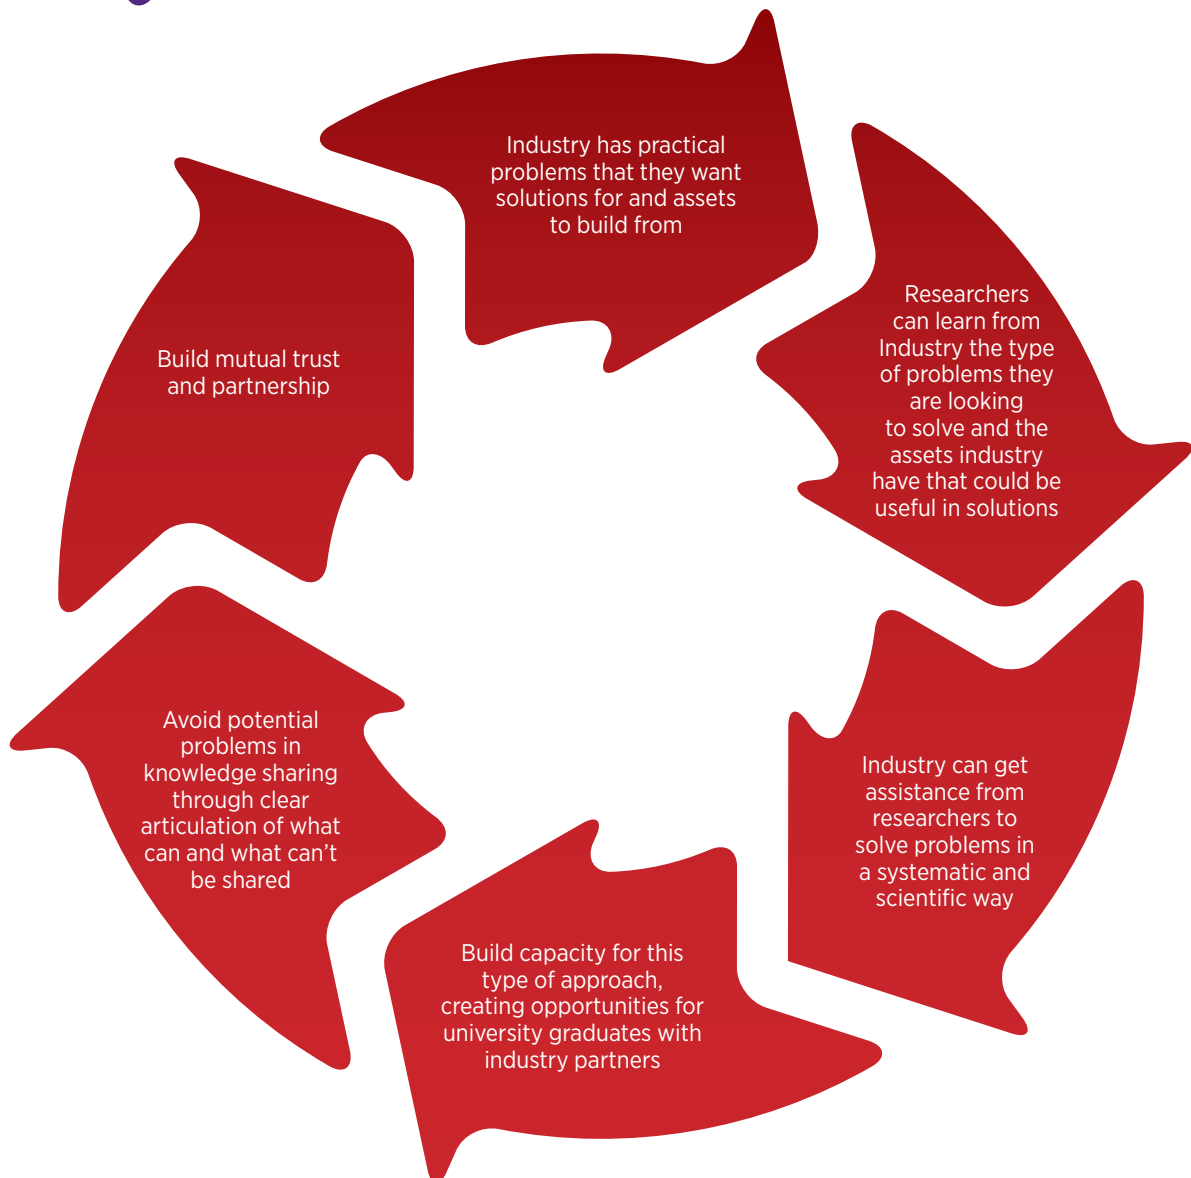 Industry has practical
problems that they want
solutions for and assets
to build from
Researchers
can learn from
Industry the type
of problems they
are looking
to solve and the
assets industry
have that could be
useful in solutions
Industry can get
assistance from
researchers to
solve problems in
a systematic and
scientific way
Build capacity for this
type of approach,
creating opportunities for
university graduates with
industry partners
Avoid potential
problems in
knowledge sharing
through clear
articulation of what
can and what can’t
be shared
Build mutual trust
and partnership